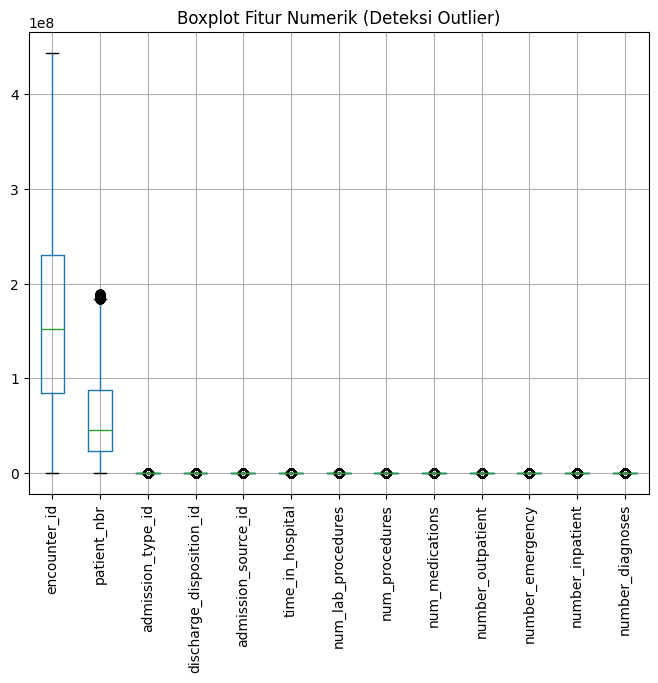 Boxplot Fitur Numerik (Deteksi Outlier)
1e8
4
3
2
1
0
encounter_id
patient_nbr
admission_type_id
discharge_disposition_id
admission_source_id
time_in_hospital
num_lab_procedures
num_procedures
num_medications
number_outpatient
number_emergency
number_inpatient
number_diagnoses